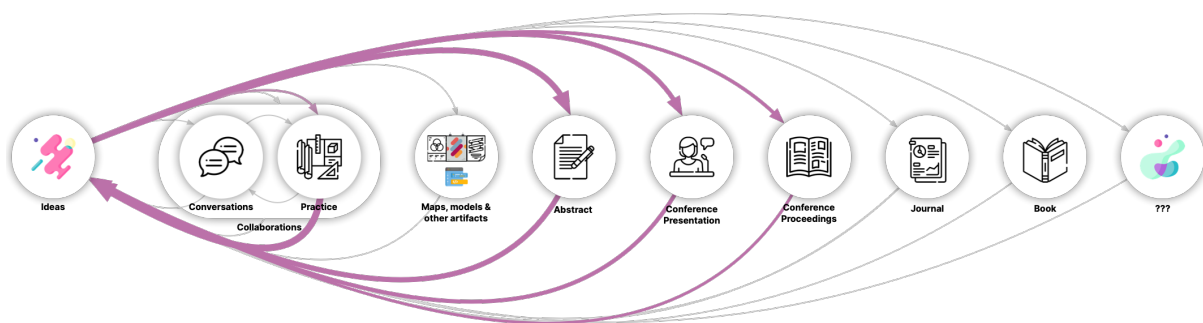 Ideas
Conversations
Practice
Collaborations
Maps, models &
other artifacts
Abstract
Conference
Presentation
Conference
Proceedings
Journal
Book
???